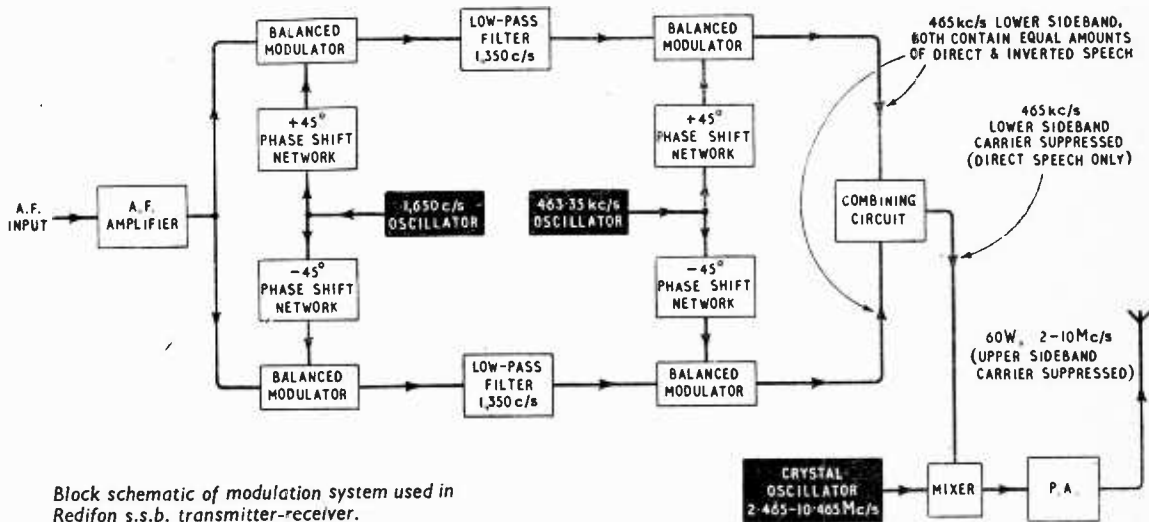 BALANCED
MODULATOR
LOW-PASS
FILTER
1,350 c/s
BALANCED
MODULATOR
465 kc/s LOWER SIDEBAND,
BOTH CONTAIN EQUAL AMOUNTS
OF DIRECT & INVERTED SPEECH
+45°
PHASE SHIFT
NETWORK
+45°
PHASE SHIFT
NETWORK
465 kc/s
LOWER SIDEBAND
CARRIER SUPPRESSED
(DIRECT SPEECH ONLY)
A.F.
INPUT
A.F.
AMPLIFIER
1,650 c/s
OSCILLATOR
463·35 kc/s
OSCILLATOR
COMBINING
CIRCUIT
−45°
PHASE SHIFT
NETWORK
−45°
PHASE SHIFT
NETWORK
BALANCED
MODULATOR
LOW-PASS
FILTER
1,350 c/s
BALANCED
MODULATOR
60W, 2-10Mc/s
(UPPER SIDEBAND
CARRIER SUPPRESSED)
CRYSTAL
OSCILLATOR
2·465-10·465Mc/s
MIXER
P.A.
Block schematic of modulation system used in
Redifon s.s.b. transmitter-receiver.